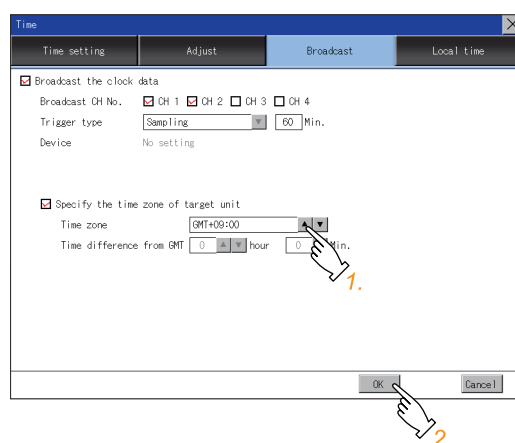 Time
Time setting Adjust Broadcast Local time
Broadcast the clock data
Broadcast CH No. CH 1 CH 2 CH 3 CH 4
Trigger type Sampling 60 Min.
Device No setting
Specify the time zone of target unit
Time zone GMT+09:00
Time difference from GMT 0 hour 0 Min.
1.
OK Cancel
2.